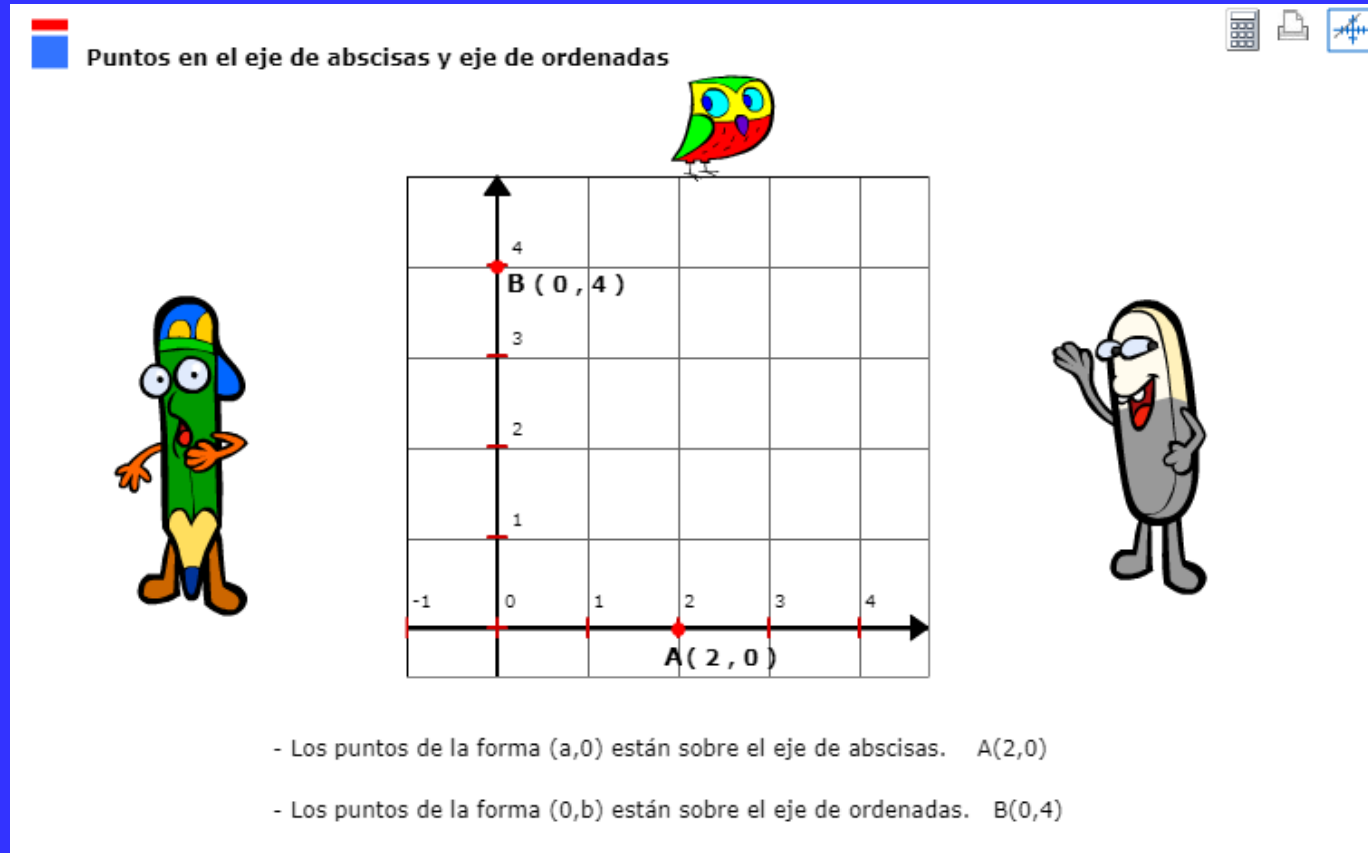 Puntos en el eje de abscisas y eje de ordenadas
4
B ( 0 , 4 )
3
2
1
-1 0 1 2 3 4
A( 2 , 0 )
- Los puntos de la forma (a,0) están sobre el eje de abscisas. A(2,0)
- Los puntos de la forma (0,b) están sobre el eje de ordenadas. B(0,4)